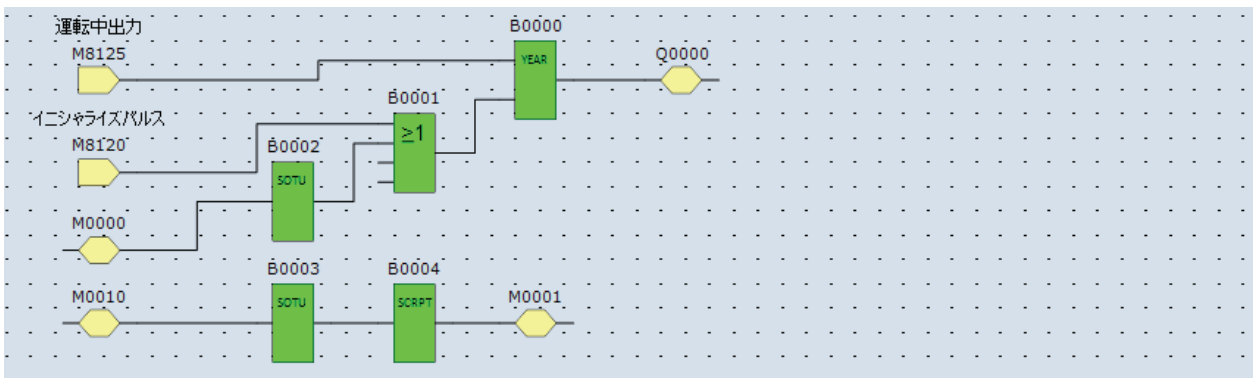 運転中出力
B0000
M8125
YEAR
Q0000
B0001
イニシャライズパルス
≥1
M8120
B0002
SOTU
M0000
B0003
B0004
M0010
SOTU
SCRPT
M0001